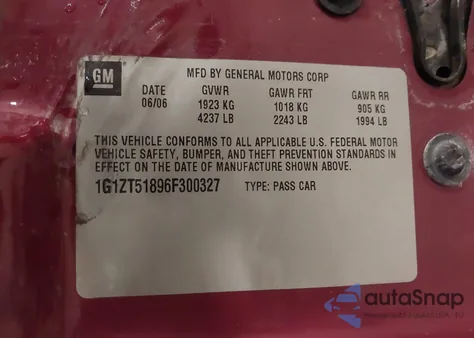 GM
MFD BY GENERAL MOTORS CORP
DATE GVWR GAWR FRT GAWR RR
06/06 1923 KG 1018 KG 905 KG
4237 LB 2243 LB 1994 LB
THIS VEHICLE CONFORMS TO ALL APPLICABLE U.S. FEDERAL MOTOR
VEHICLE SAFETY, BUMPER, AND THEFT PREVENTION STANDARDS IN
EFFECT ON THE DATE OF MANUFACTURE SHOWN ABOVE.
1G1ZT51896F300327 TYPE: PASS CAR
autaSnap